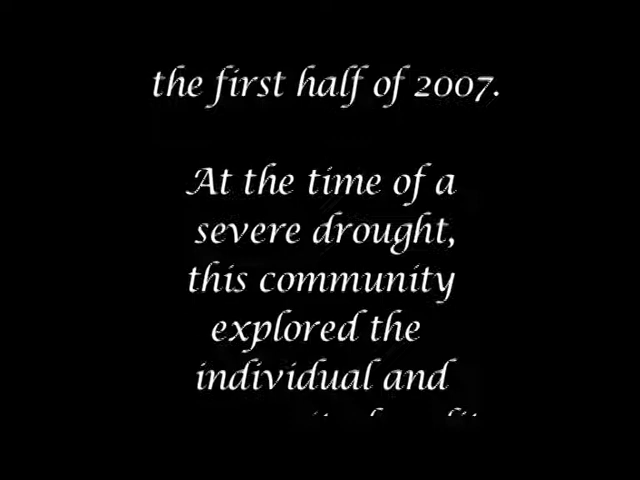 the first half of 2007.
At the time of a
severe drought,
this community
explored the
individual and